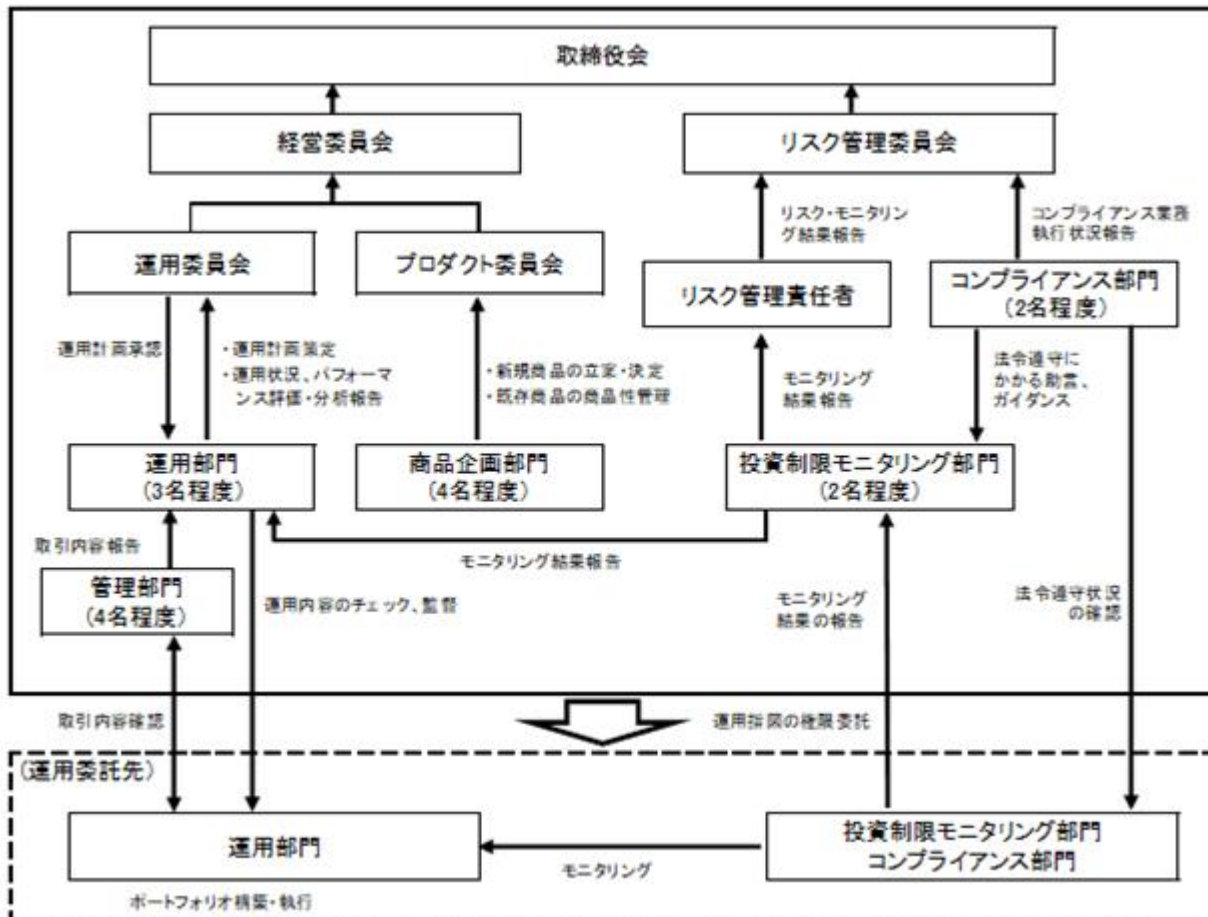 取締役会
経営委員会
リスク管理委員会
リスク・モニタリン
グ結果報告
コンプライアンス業務
執行状況報告
運用委員会
プロダクト委員会
リスク管理責任者
コンプライアンス部門
(2名程度)
運用計画承認
・運用計画策定
・運用状況、パフォーマ
ンス評価・分析報告
・新規商品の立案・決定
・既存商品の商品性管理
モニタリング
結果報告
法令遵守に
かかる助言、
ガイダンス
運用部門
(3名程度)
商品企画部門
(4名程度)
投資制限モニタリング部門
(2名程度)
取引内容報告
モニタリング結果報告
管理部門
(4名程度)
運用内容のチェック、監督
モニタリング
結果の報告
法令遵守状況
の確認
取引内容確認
運用指図の権限委託
(運用委託先)
運用部門
投資制限モニタリング部門
コンプライアンス部門
モニタリング
ポートフォリオ構築・執行